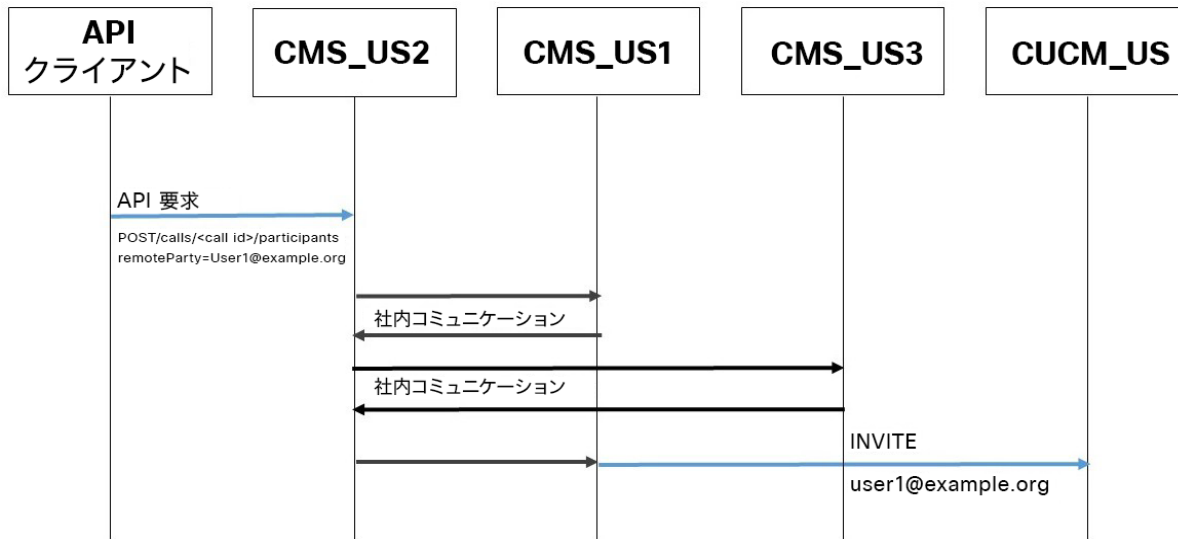 API
クライアント
CMS_US2
CMS_US1
CMS_US3
CUCM_US
API 要求
POST/calls/<call id>/participants
remoteParty=User1@example.org
社内コミュニケーション
社内コミュニケーション
INVITE
user1@example.org